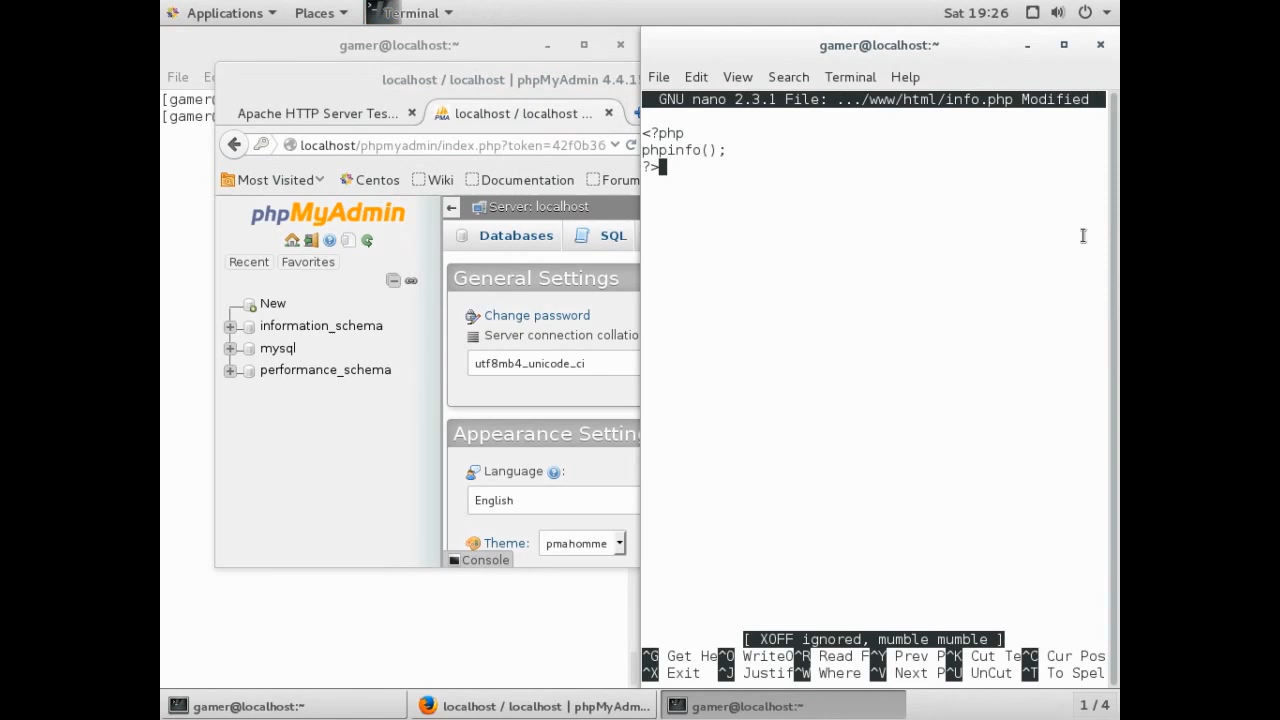 Applications Places Terminal Sat 19:26
gamer@localhost:~
File
[gamer@
[gamer@
localhost / localhost | phpMyAdmin 4.4.1
Apache HTTP Server Tes... localhost / localhost ...
localhost/phpmyadmin/index.php?token=42f0b36
Most Visited Centos Wiki Documentation Forum
phpMyAdmin
Recent Favorites
New
information_schema
mysql
performance_schema
Server: localhost
Databases SQL
General Settings
Change password
Server connection collatio
utf8mb4_unicode_ci
Appearance Settin
Language :
English
Theme: pmahomme
Console
gamer@localhost:~
File Edit View Search Terminal Help
GNU nano 2.3.1 File: .../www/html/info.php Modified
<?php
phpinfo();
?>
[ XOFF ignored, mumble mumble ]
^G Get He^O WriteO^R Read F^Y Prev P^K Cut Te^C Cur Pos
^X Exit ^J Justif^W Where ^V Next P^U UnCut ^T To Spel
gamer@localhost:~ localhost / localhost | phpMyAdm... gamer@localhost:~ 1 / 4